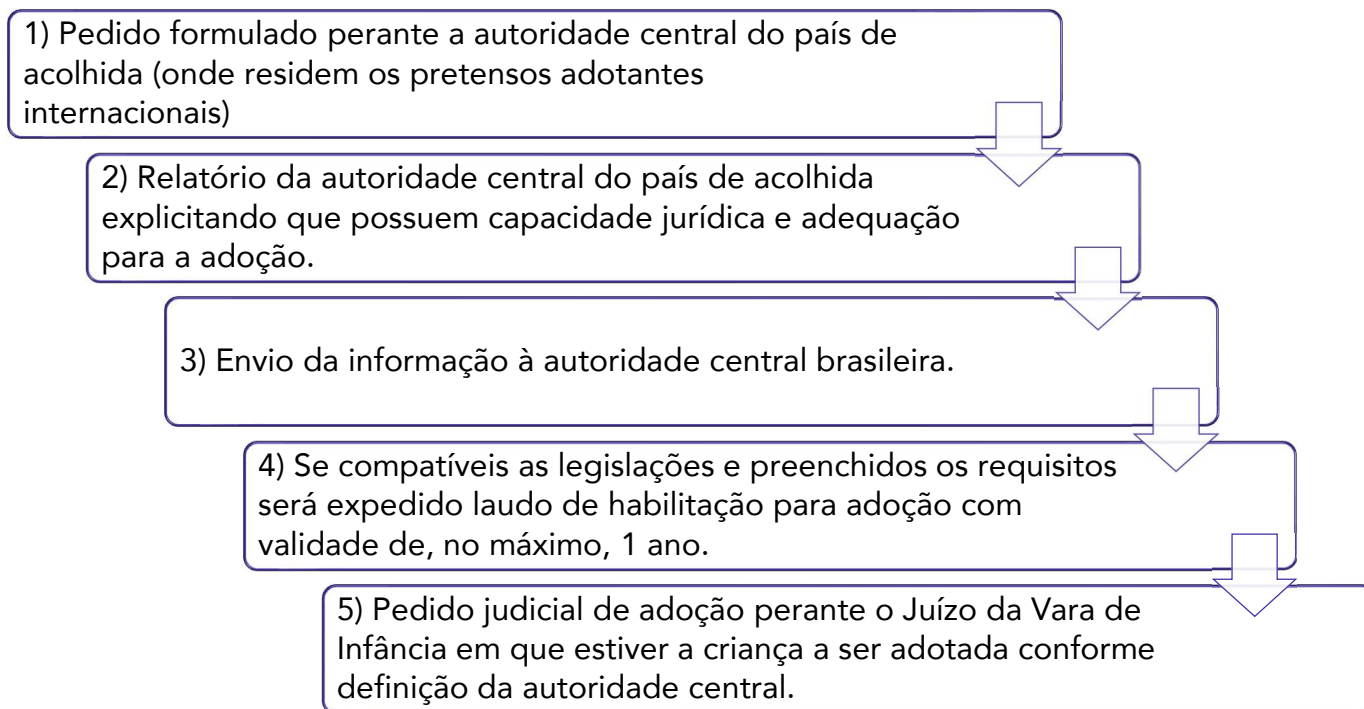 1) Pedido formulado perante a autoridade central do país de
acolhida (onde residem os pretensos adotantes
internacionais)
2) Relatório da autoridade central do país de acolhida
explicitando que possuem capacidade jurídica e adequação
para a adoção.
3) Envio da informação à autoridade central brasileira.
4) Se compatíveis as legislações e preenchidos os requisitos
será expedido laudo de habilitação para adoção com
validade de, no máximo, 1 ano.
5) Pedido judicial de adoção perante o Juízo da Vara de
Infância em que estiver a criança a ser adotada conforme
definição da autoridade central.